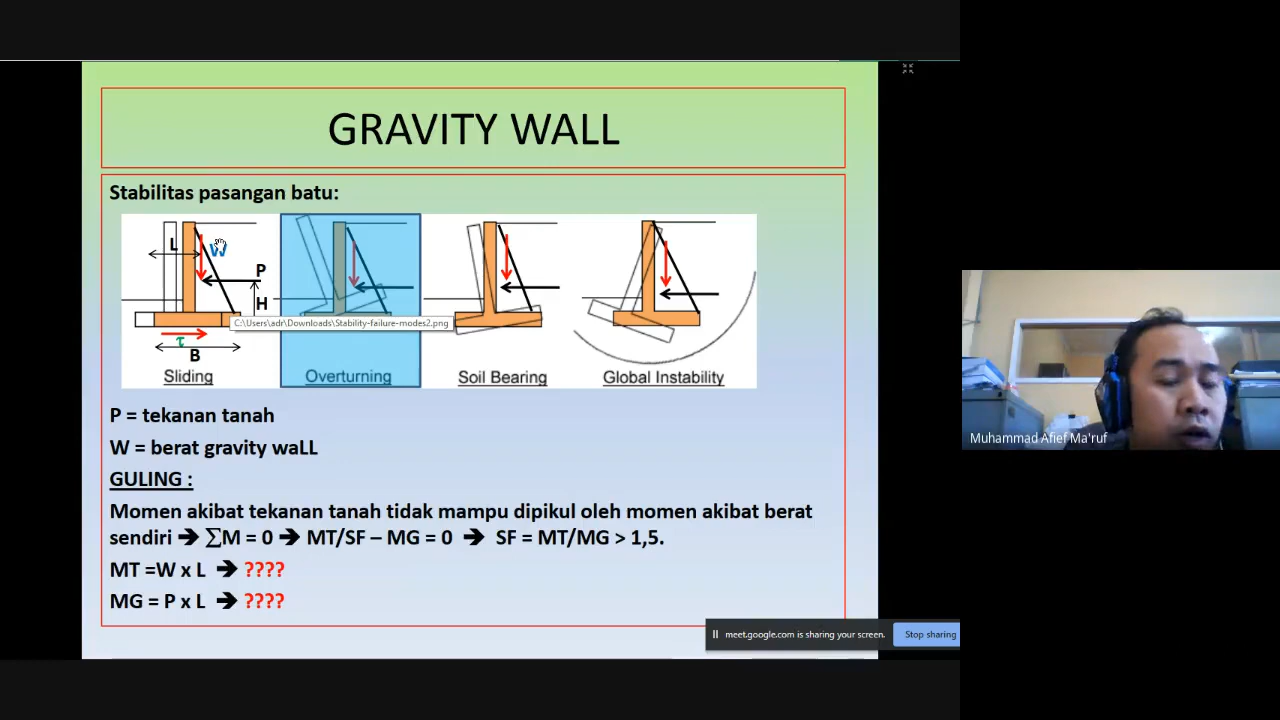 GRAVITY WALL
Stabilitas pasangan batu:
L
W
P
H
C:\Users\adr\Downloads\Stability-failure-modes2.png
τ
B
Sliding
Overturning
Soil Bearing
Global Instability
P = tekanan tanah
W = berat gravity waLL
GULING :
Momen akibat tekanan tanah tidak mampu dipikul oleh momen akibat berat
sendiri ➔ ∑M = 0 ➔ MT/SF – MG = 0 ➔ SF = MT/MG > 1,5.
MT =W x L ➔ ????
MG = P x L ➔ ????
meet.google.com is sharing your screen.
Stop sharing
Muhammad Afief Ma'ruf